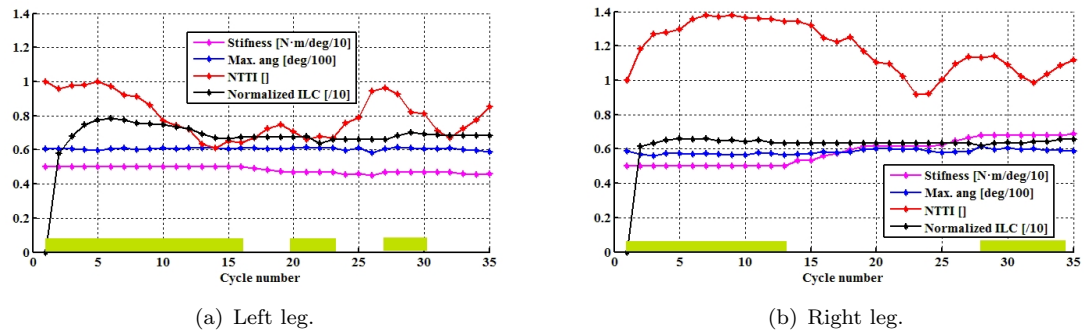 1.4
1.2
1
0.8
0.6
0.4
0.2
0
Stifness [N·m/deg/10]
Max. ang [deg/100]
NTTI []
Normalized ILC [/10]
0 5 10 15 20 25 30 35
Cycle number
(a) Left leg.
1.4
1.2
1
0.8
0.6
0.4
0.2
0
Stifness [N·m/deg/10]
Max. ang [deg/100]
NTTI []
Normalized ILC [/10]
0 5 10 15 20 25 30 35
Cycle number
(b) Right leg.